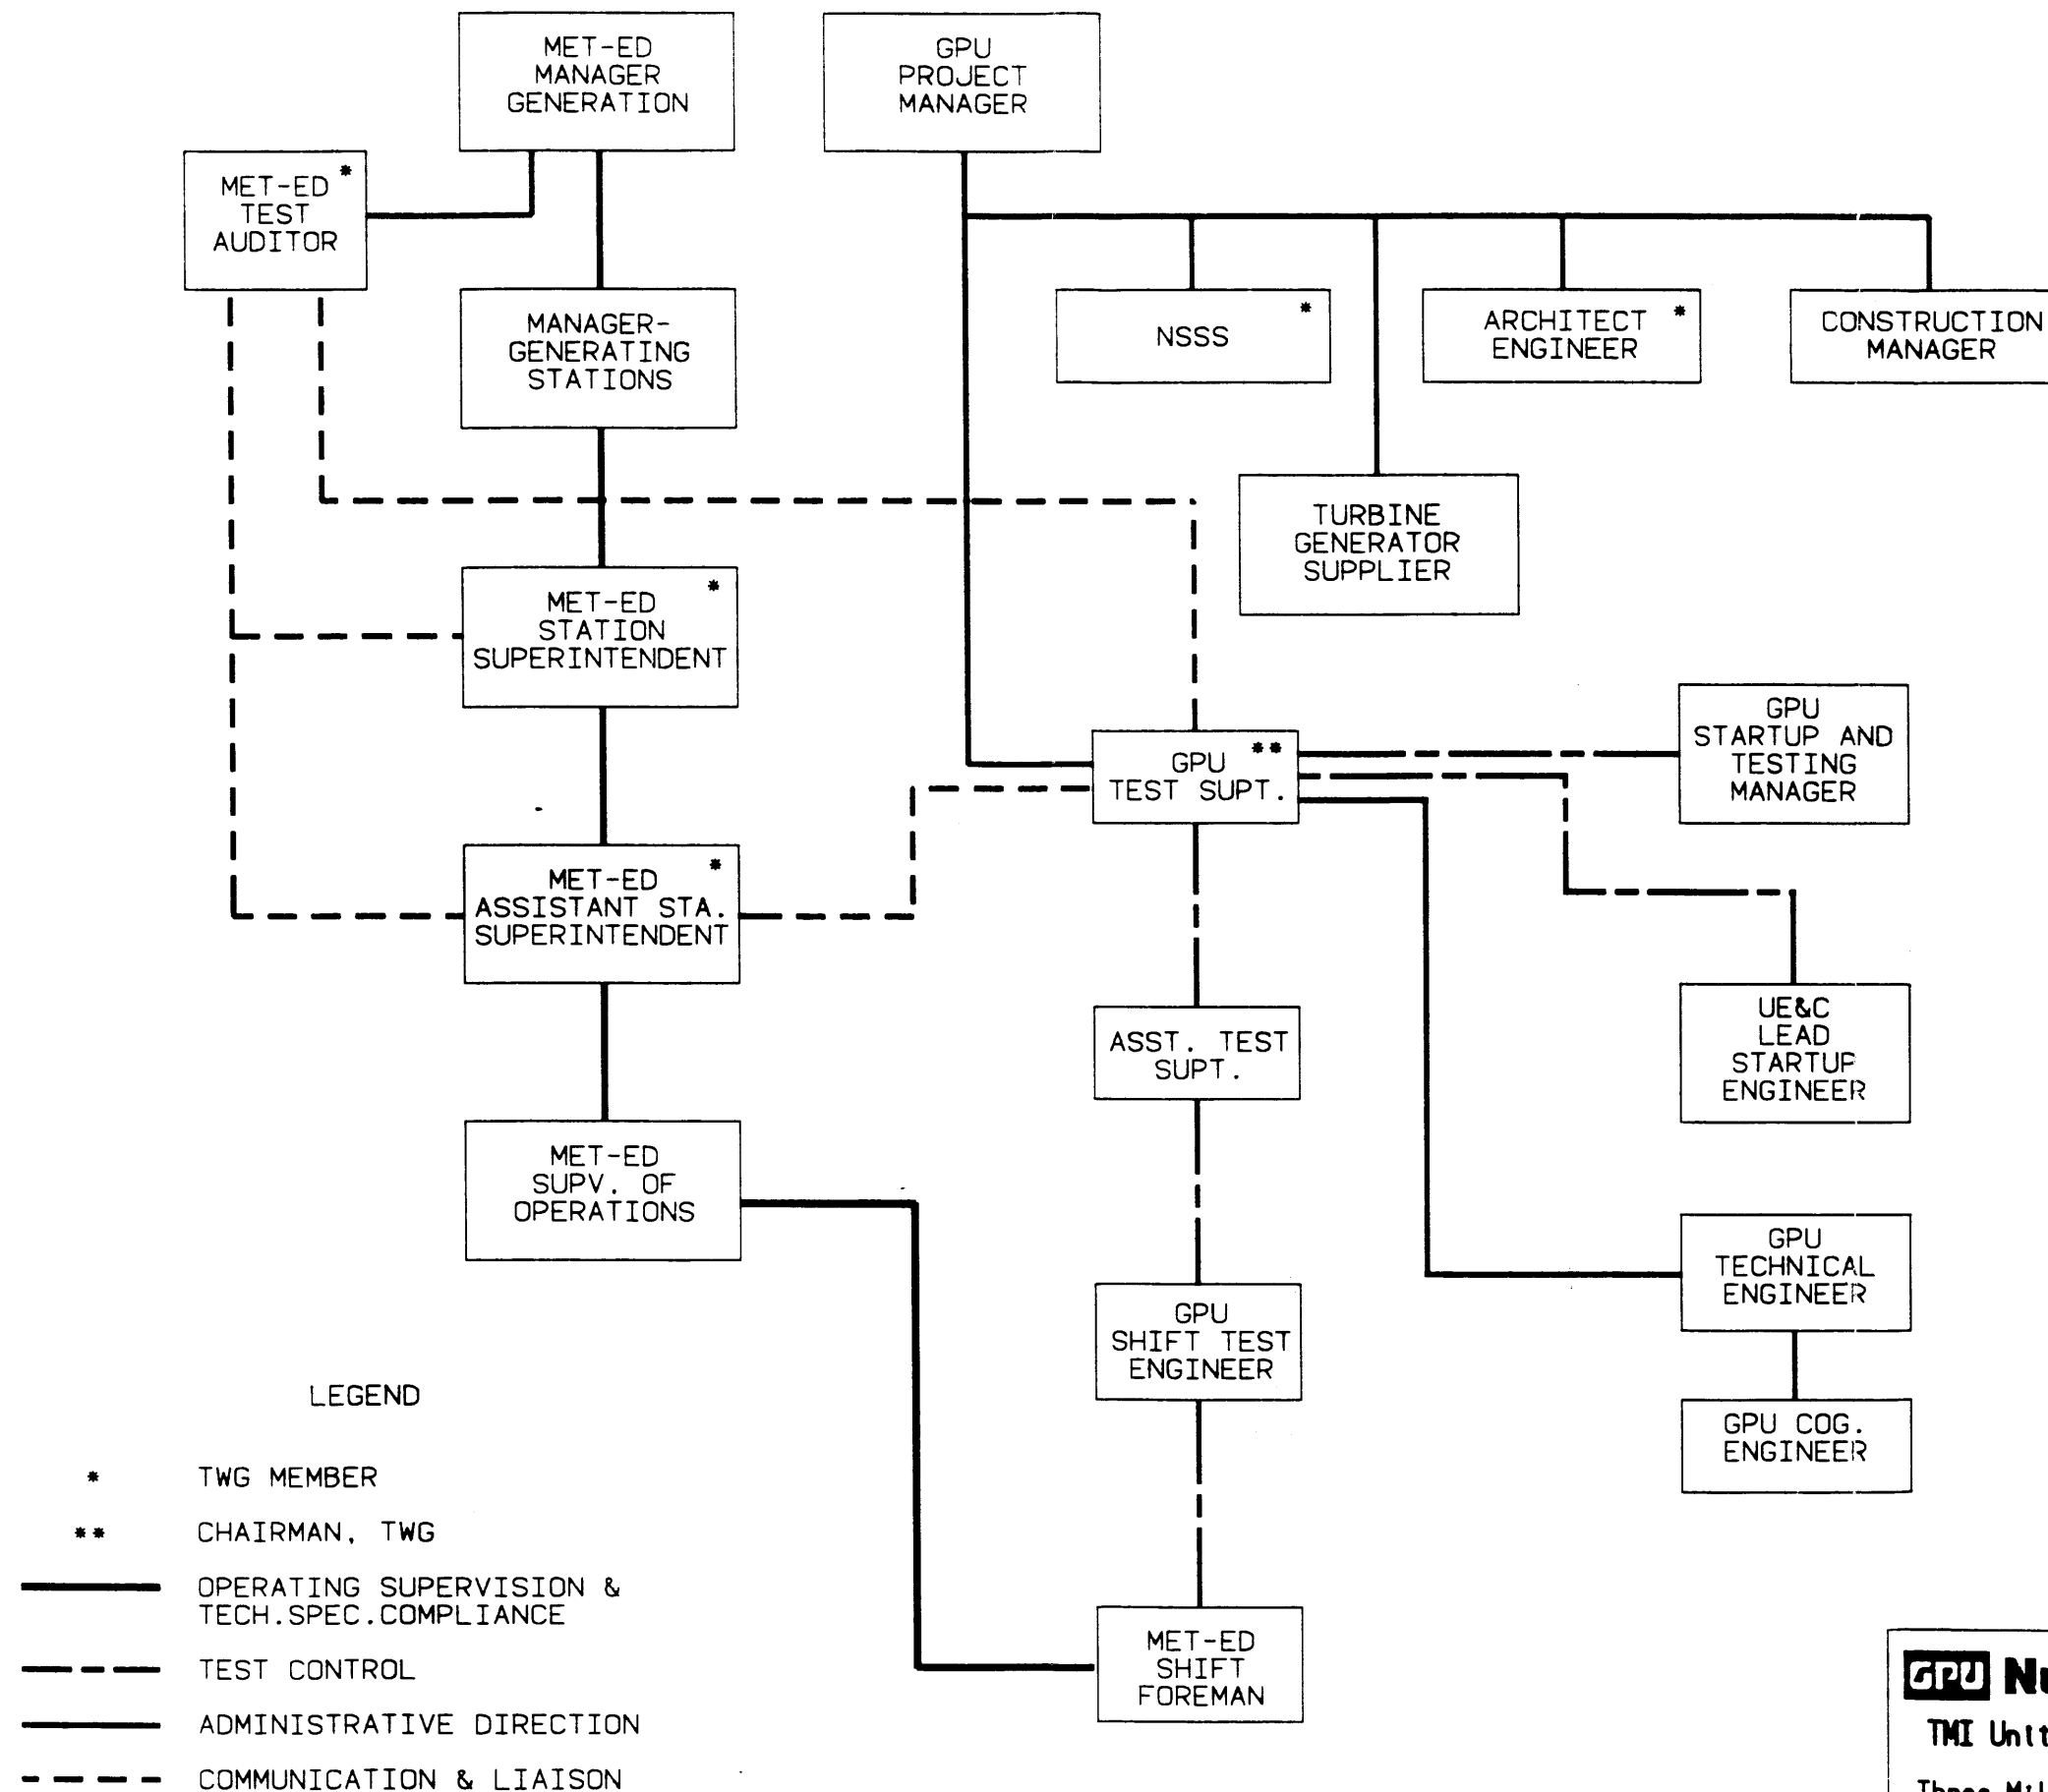 MET-ED
MANAGER
GENERATION
GPU
PROJECT
MANAGER
MET-ED *
TEST
AUDITOR
MANAGER-
GENERATING
STATIONS
NSSS *
ARCHITECT *
ENGINEER
CONSTRUCTION
MANAGER
TURBINE
GENERATOR
SUPPLIER
*
MET-ED
STATION
SUPERINTENDENT
GPU
STARTUP AND
TESTING
MANAGER
GPU **
TEST SUPT.
*
MET-ED
ASSISTANT STA.
SUPERINTENDENT
UE&C
LEAD
STARTUP
ENGINEER
ASST. TEST
SUPT.
MET-ED
SUPV. OF
OPERATIONS
GPU
TECHNICAL
ENGINEER
GPU
SHIFT TEST
ENGINEER
GPU COG.
ENGINEER
MET-ED
SHIFT
FOREMAN
LEGEND
* TWG MEMBER
** CHAIRMAN, TWG
OPERATING SUPERVISION &
TECH.SPEC.COMPLIANCE
TEST CONTROL
ADMINISTRATIVE DIRECTION
COMMUNICATION & LIAISON
GPU
TMI Unit